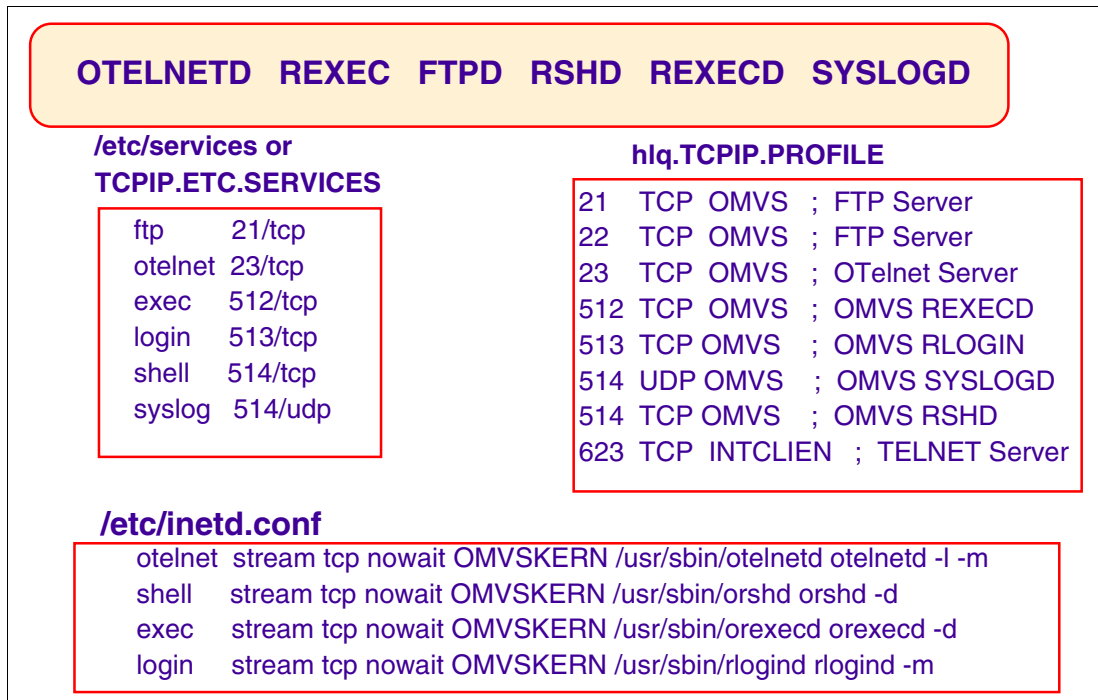 OTELNETD REXEC FTPD RSHD REXECD SYSLOGD
/etc/services or
TCPIP.ETC.SERVICES
ftp 21/tcp
otelnet 23/tcp
exec 512/tcp
login 513/tcp
shell 514/tcp
syslog 514/udp
hlq.TCPIP.PROFILE
21 TCP OMVS ; FTP Server
22 TCP OMVS ; FTP Server
23 TCP OMVS ; OTelnet Server
512 TCP OMVS ; OMVS REXECD
513 TCP OMVS ; OMVS RLOGIN
514 UDP OMVS ; OMVS SYSLOGD
514 TCP OMVS ; OMVS RSHD
623 TCP INTCLIEN ; TELNET Server
/etc/inetd.conf
otelnet stream tcp nowait OMVSKERN /usr/sbin/otelnetd otelnetd -l -m
shell stream tcp nowait OMVSKERN /usr/sbin/orshd orshd -d
exec stream tcp nowait OMVSKERN /usr/sbin/orexecd orexecd -d
login stream tcp nowait OMVSKERN /usr/sbin/rlogind rlogind -m